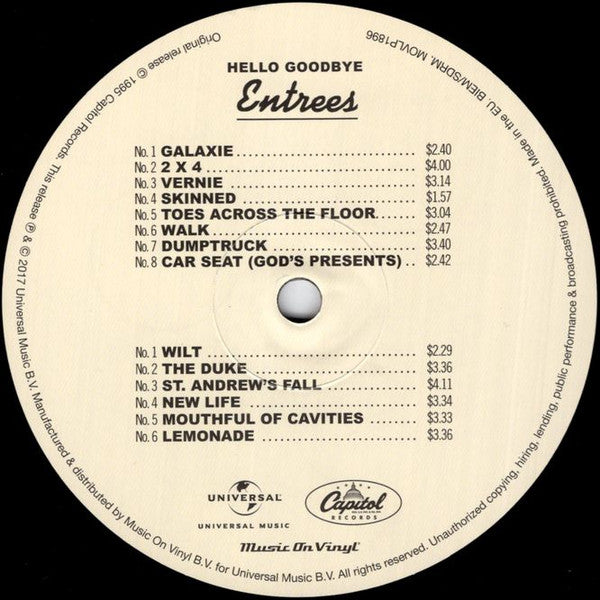 HELLO GOODBYE
Entrees
No. 1 GALAXIE........................ $2.40
No. 2 2 X 4........................ $4.00
No. 3 VERNIE........................ $3.14
No. 4 SKINNED........................ $1.57
No. 5 TOES ACROSS THE FLOOR...... $3.04
No. 6 WALK........................ $2.47
No. 7 DUMPTRUCK........................ $3.40
No. 8 CAR SEAT (GOD'S PRESENTS) .. $2.42
No. 1 WILT........................ $2.29
No. 2 THE DUKE........................ $3.36
No. 3 ST. ANDREW'S FALL............... $4.11
No. 4 NEW LIFE........................ $3.34
No. 5 MOUTHFUL OF CAVITIES ....... $3.33
No. 6 LEMONADE ........................ $3.36
UNIVERSAL
UNIVERSAL MUSIC
Capitol
RECORDS
Music On Vinyl
Original release © 1995 Capitol Records. This release ℗ & © 2017 Universal Music B.V. Manufactured & distributed by Music On Vinyl B.V. for Universal Music B.V. All rights reserved. Unauthorized copying, hiring, lending, public performance & broadcasting prohibited. Made in the EU. BIEM/SDRM. MOVLP1896